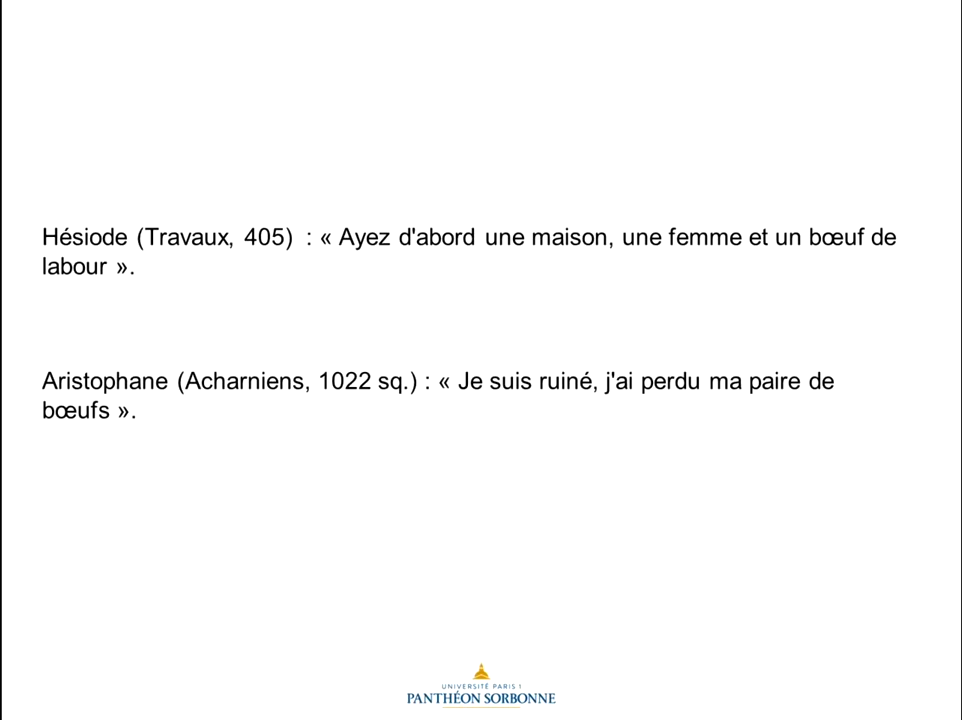 Hésiode (Travaux, 405) : « Ayez d'abord une maison, une femme et un bœuf de
labour ».
Aristophane (Acharniens, 1022 sq.) : « Je suis ruiné, j'ai perdu ma paire de
bœufs ».
UNIVERSITÉ PARIS 1
PANTHÉON SORBONNE